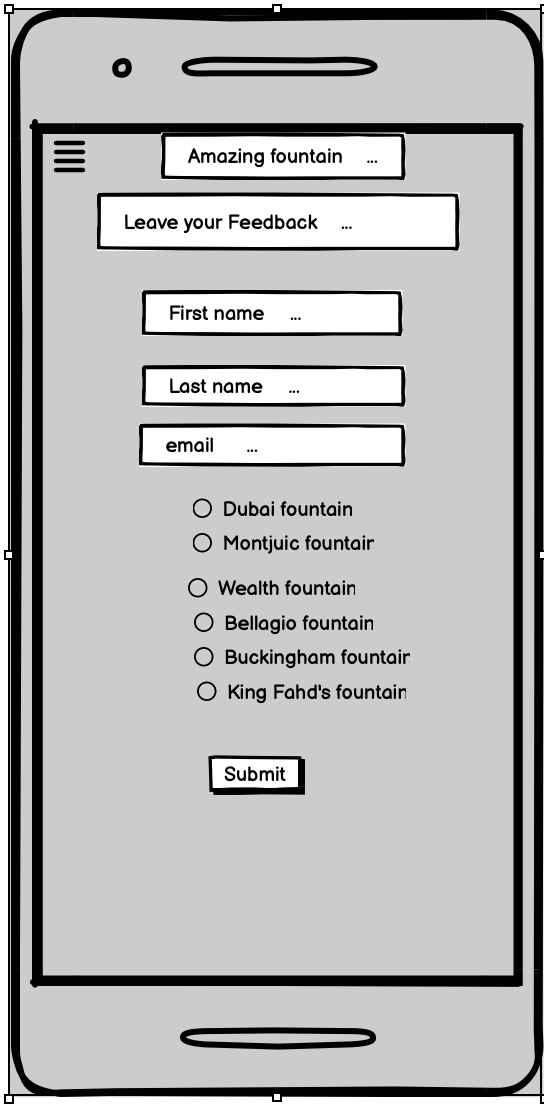 Amazing fountain ...
Leave your Feedback ...
First name ...
Last name ...
email ...
Dubai fountain
Montjuic fountain
Wealth fountain
Bellagio fountain
Buckingham fountain
King Fahd's fountain
Submit